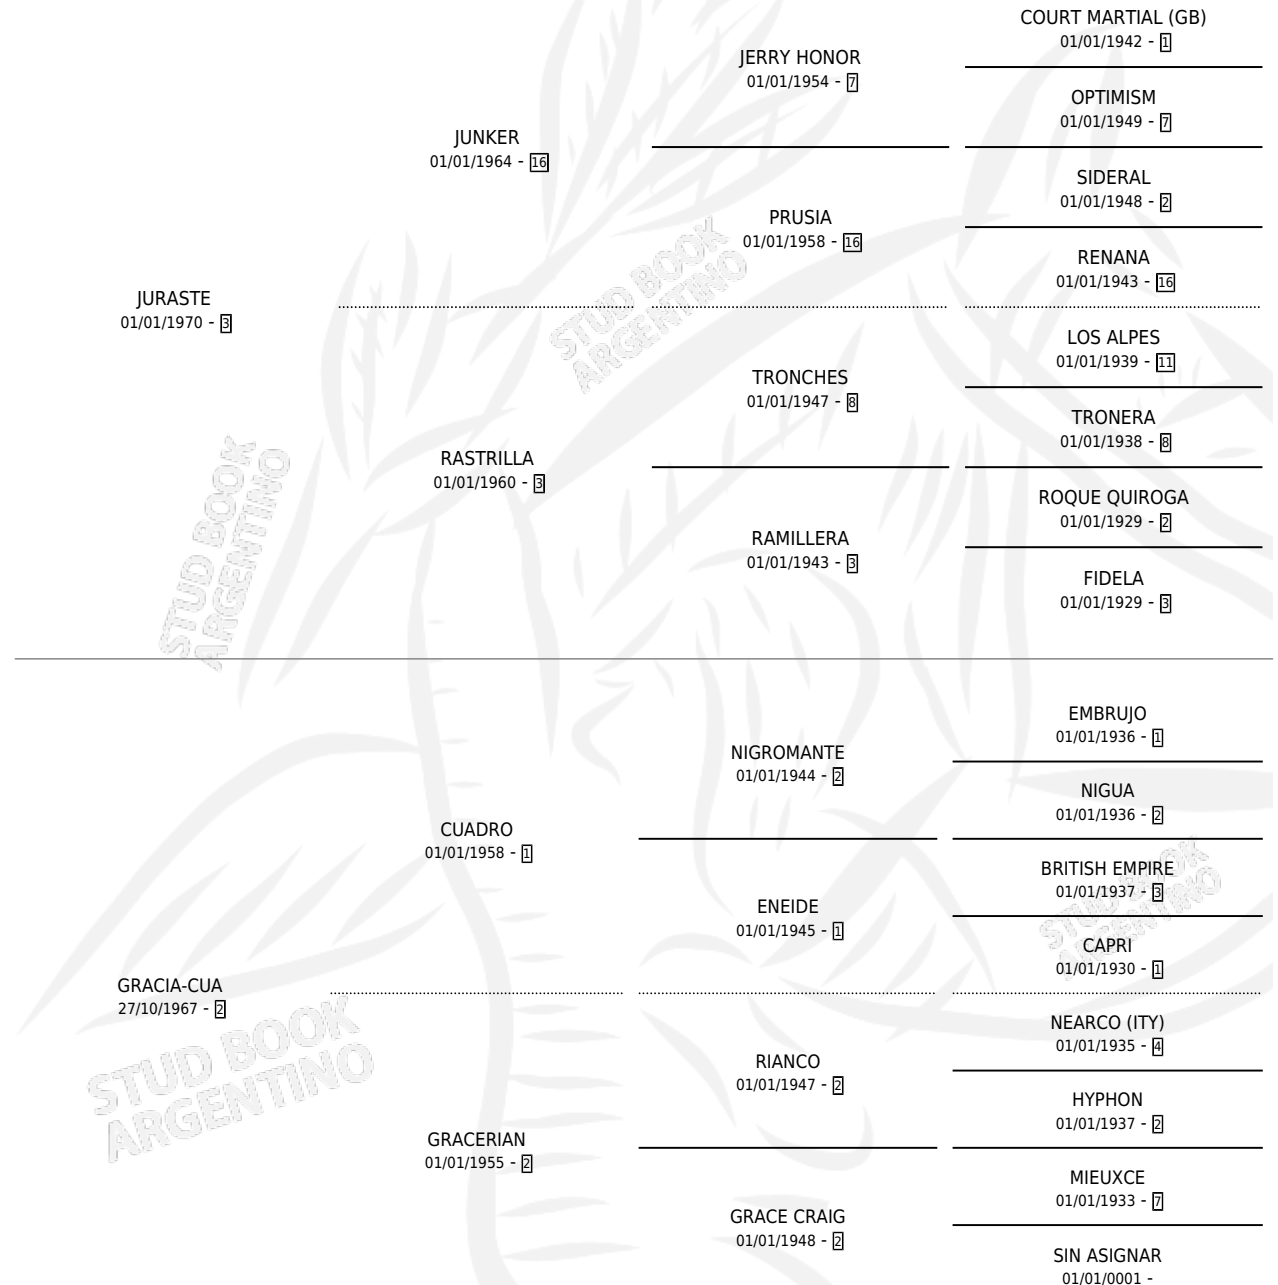 COURT MARTIAL (GB)
01/01/1942 - 1
JERRY HONOR
01/01/1954 - 7
OPTIMISM
01/01/1949 - 7
JUNKER
01/01/1964 - 16
SIDERAL
01/01/1948 - 2
PRUSIA
01/01/1958 - 16
RENANA
01/01/1943 - 16
JURASTE
01/01/1970 - 3
LOS ALPES
01/01/1939 - 11
TRONCHES
01/01/1947 - 8
TRONERA
01/01/1938 - 8
RASTRILLA
01/01/1960 - 3
ROQUE QUIROGA
01/01/1929 - 2
RAMILLERA
01/01/1943 - 3
FIDELA
01/01/1929 - 3
EMBRUJO
01/01/1936 - 1
NIGROMANTE
01/01/1944 - 2
NIGUA
01/01/1936 - 2
CUADRO
01/01/1958 - 1
BRITISH EMPIRE
01/01/1937 - 3
ENEIDE
01/01/1945 - 1
CAPRI
01/01/1930 - 1
GRACIA-CUA
27/10/1967 - 2
NEARCO (ITY)
01/01/1935 - 4
RIANCO
01/01/1947 - 2
HYPHON
01/01/1937 - 2
GRACERIAN
01/01/1955 - 2
MIEUXCE
01/01/1933 - 7
GRACE CRAIG
01/01/1948 - 2
SIN ASIGNAR
01/01/0001 -
STUD BOOK
ARGENTINO
STUD BOOK
ARGENTINO
STUD BOOK
ARGENTINO
STUD BOOK
ARGENTINO